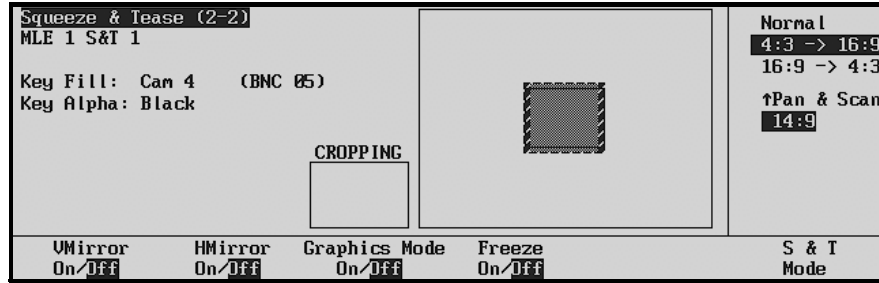 Squeeze & Tease (2-2)
MLE 1 S&T 1
Key Fill: Cam 4 (BNC 05)
Key Alpha: Black
CROPPING
Normal
4:3 -> 16:9
16:9 -> 4:3
↑Pan & Scan
14:9
VMirror HMirror Graphics Mode Freeze S & T
On/Off On/Off On/Off On/Off Mode